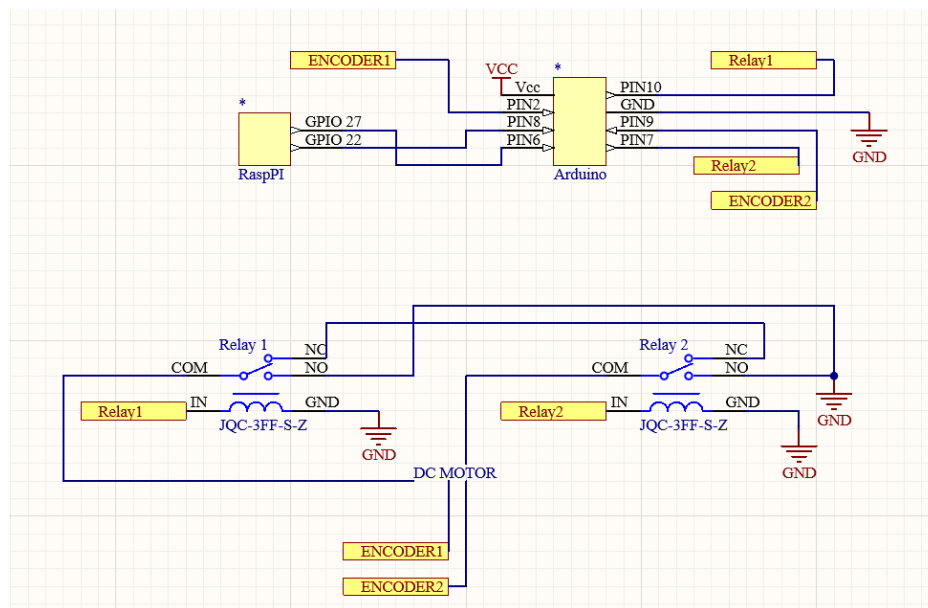 ENCODER1
Relay1
VCC
*
*
Vcc
PIN10
PIN2
GND
GPIO 27
PIN8
PIN9
GPIO 22
PIN6
PIN7
GND
RaspPI
Arduino
Relay2
ENCODER2
Relay 1
NC
Relay 2
NC
COM
NO
COM
NO
Relay1
IN
GND
Relay2
IN
GND
GND
JQC-3FF-S-Z
JQC-3FF-S-Z
GND
GND
DC MOTOR
ENCODER1
ENCODER2